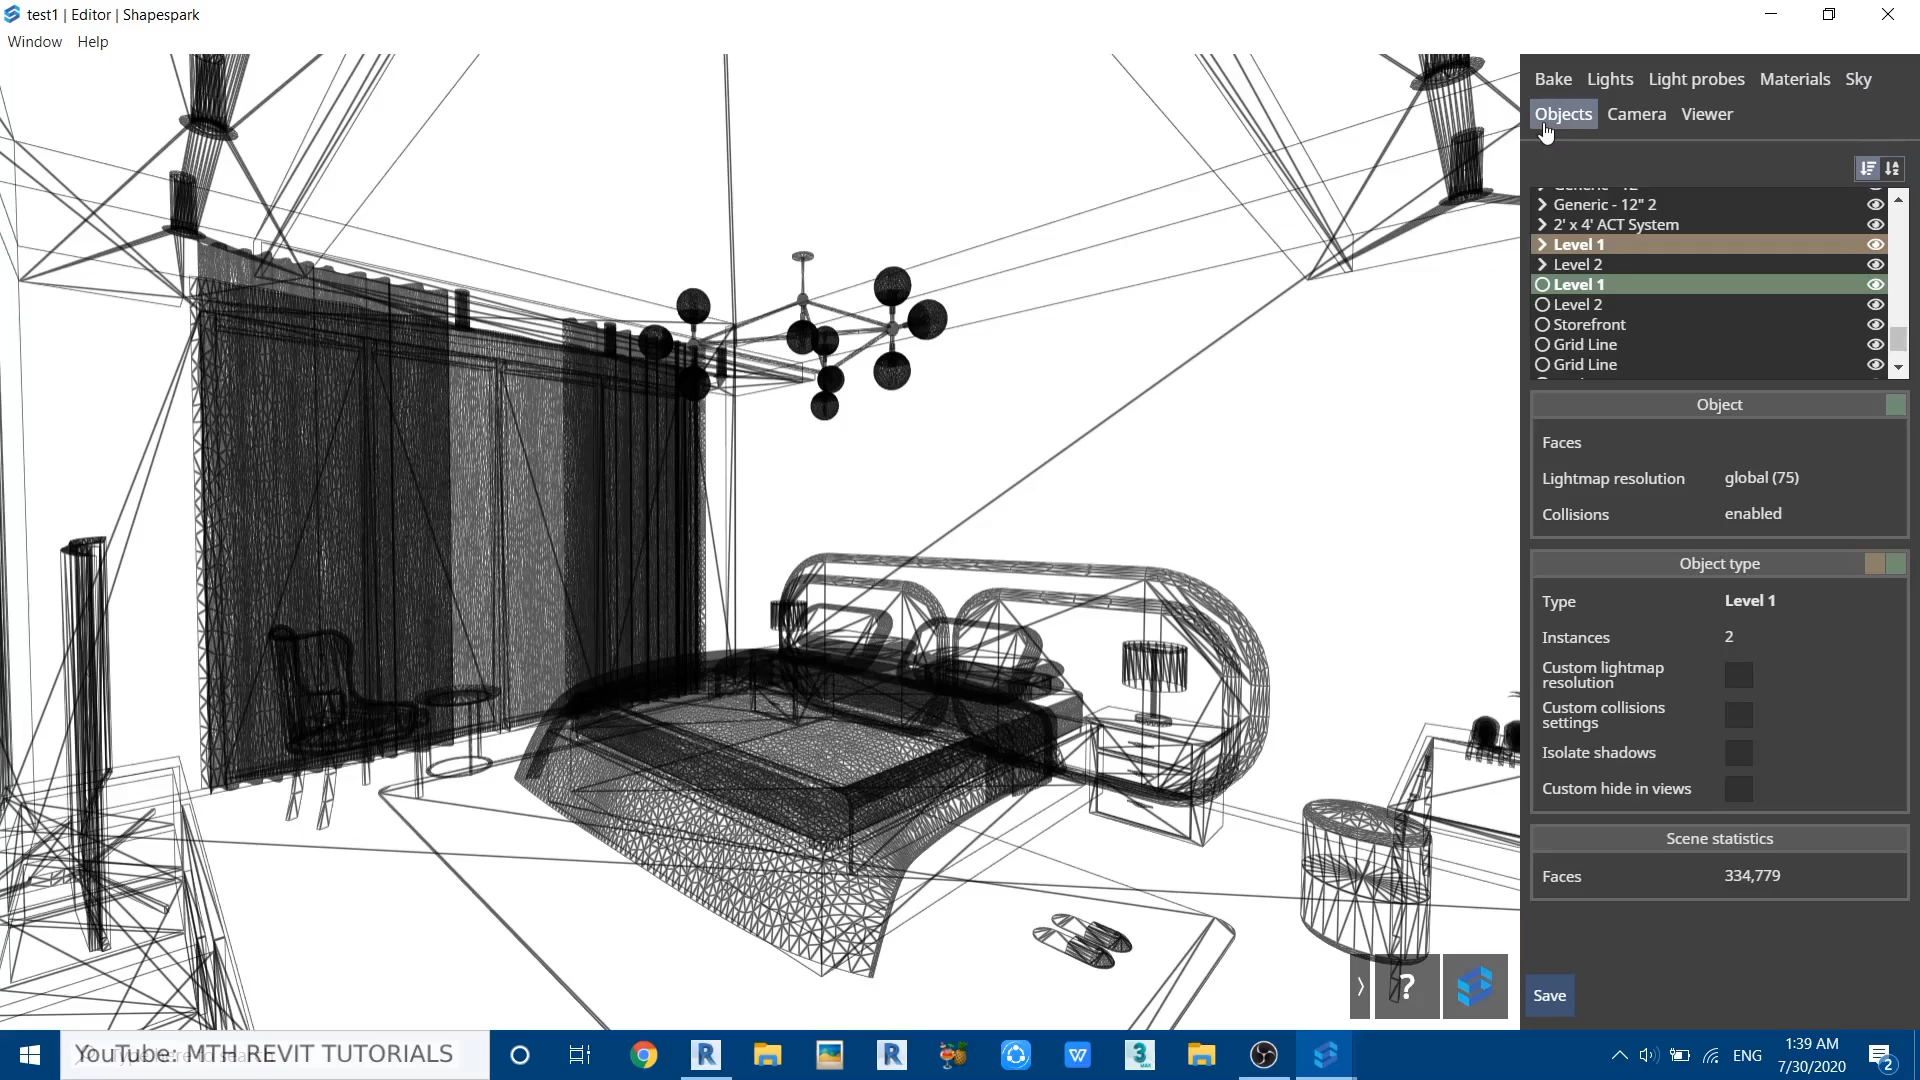 test1 | Editor | Shapespark
Window Help
Bake Lights Light probes Materials Sky
Objects Camera Viewer
Generic - 12" 2
2' x 4' ACT System
Level 1
Level 2
Level 1
Level 2
Storefront
Grid Line
Grid Line
Object
Faces
Lightmap resolution global (75)
Collisions enabled
Object type
Type Level 1
Instances 2
Custom lightmap
resolution
Custom collisions
settings
Isolate shadows
Custom hide in views
Scene statistics
Faces 334,779
?
Save
YouTube: MTH REVIT TUTORIALS
ENG
1:39 AM
7/30/2020
2